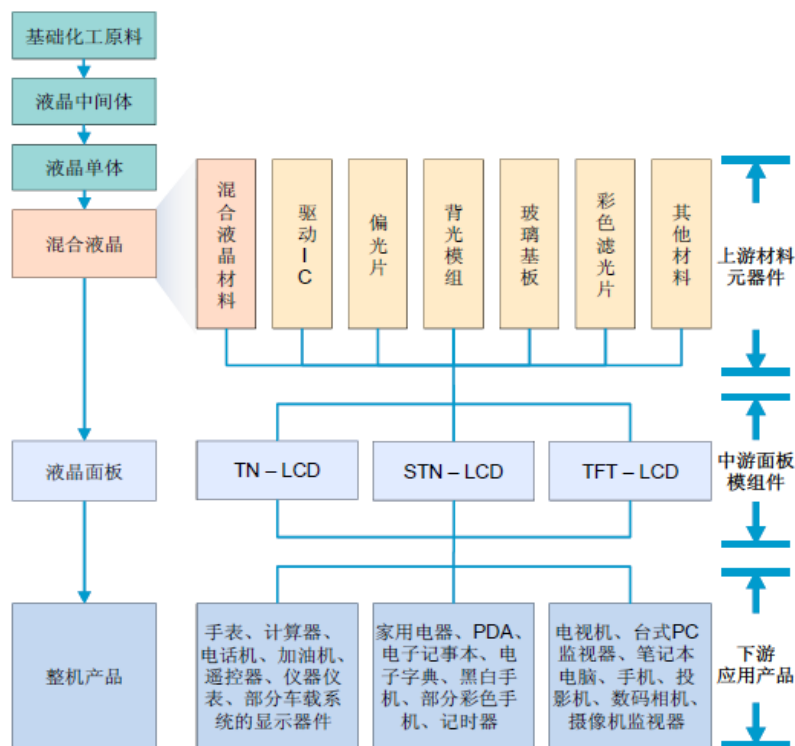 基础化工原料
液晶中间体
液晶单体
混合液晶
混合液晶材料
驱动IC
偏光片
背光模组
玻璃基板
彩色滤光片
其他材料
上游材料
元器件
液晶面板
TN – LCD
STN – LCD
TFT – LCD
中游面板
模组件
整机产品
手表、计算器、
电话机、加油机、
遥控器、仪器仪
表、部分车载系
统的显示器件
家用电器、PDA、
电子记事本、电
子字典、黑白手
机、部分彩色手
机、记时器
电视机、台式PC
监视器、笔记本
电脑、手机、投
影机、数码相机、
摄像机监视器
下游
应用产品